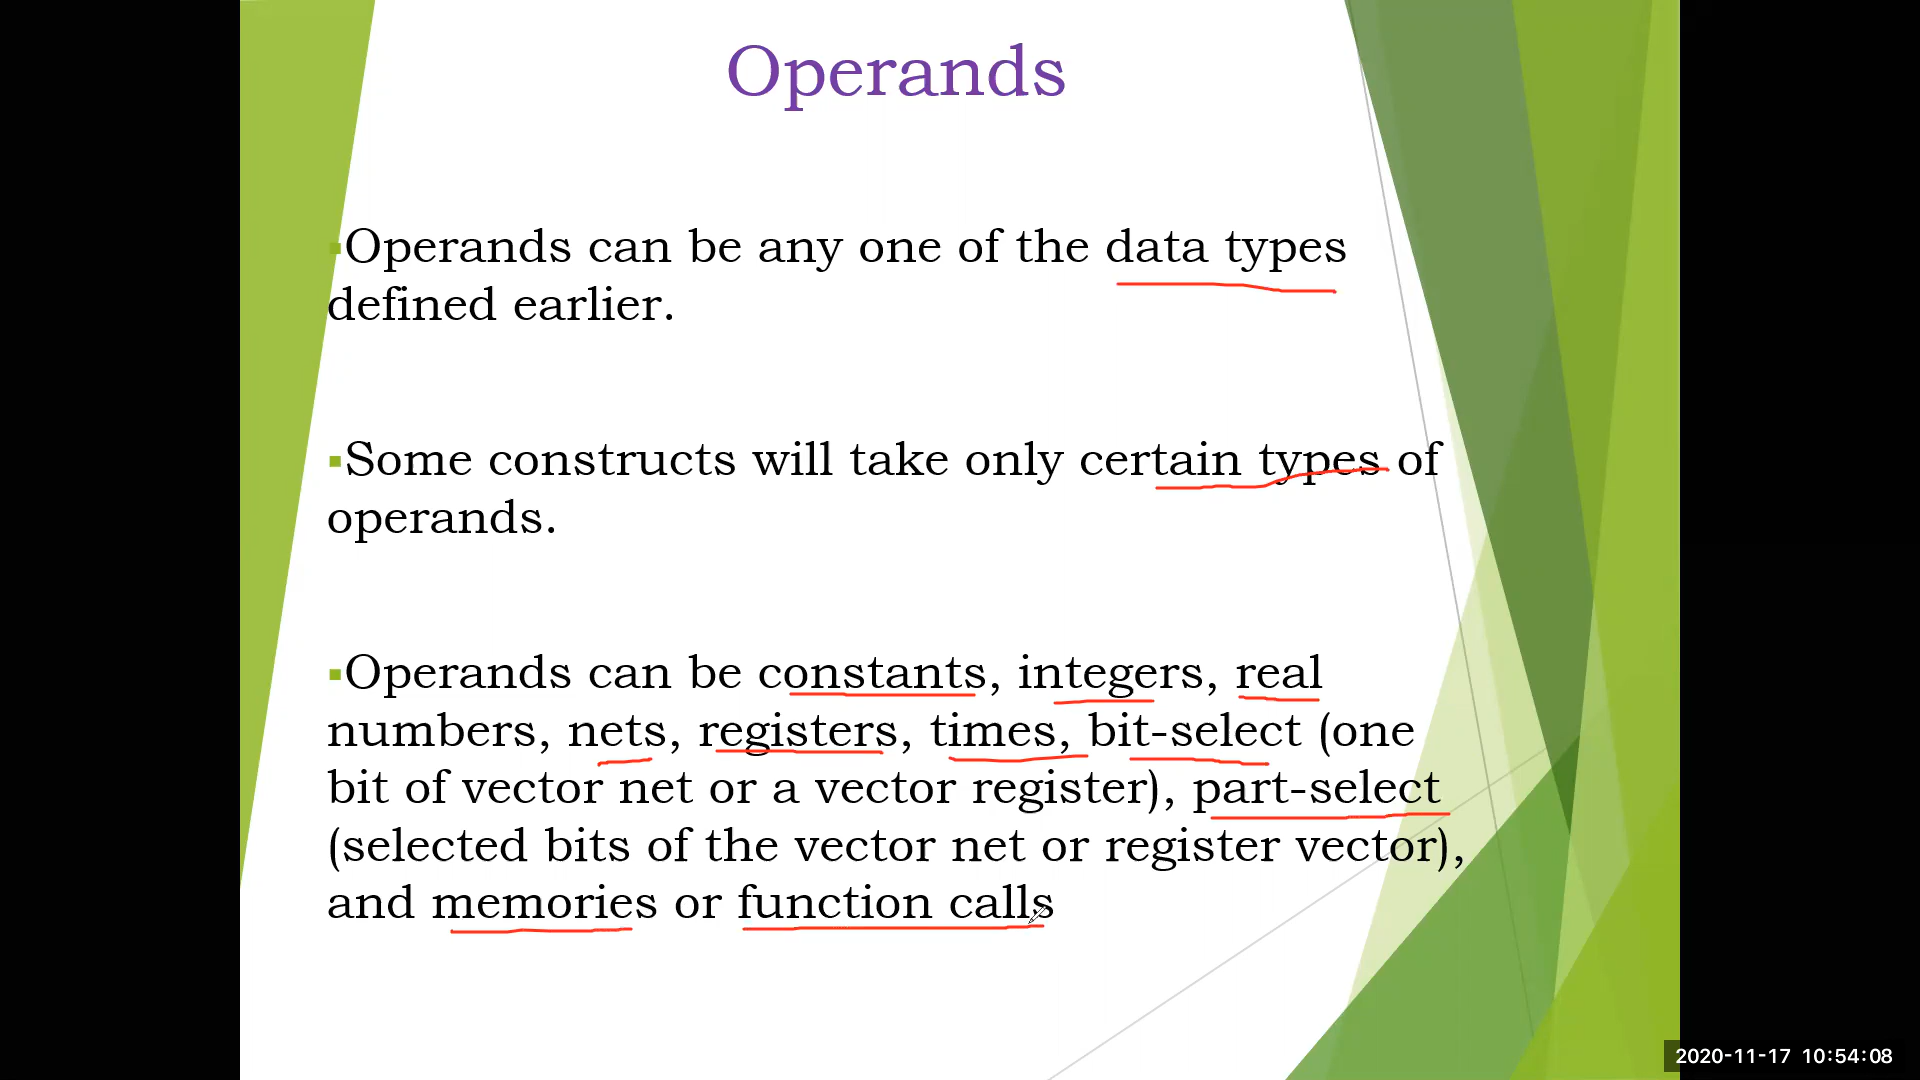 Operands
▪Operands can be any one of the data types
defined earlier.
▪Some constructs will take only certain types of
operands.
▪Operands can be constants, integers, real
numbers, nets, registers, times, bit-select (one
bit of vector net or a vector register), part-select
(selected bits of the vector net or register vector),
and memories or function calls
2020-11-17 10:54:08